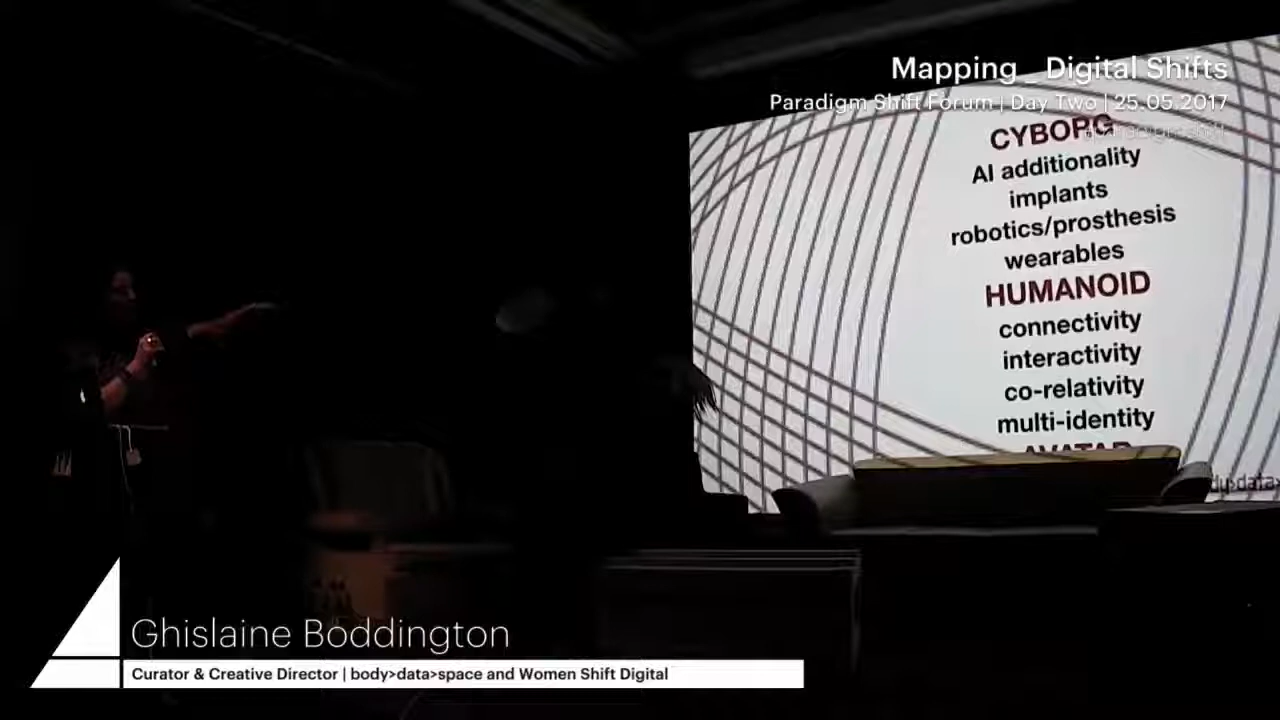 Mapping _ Digital Shifts
Paradigm Shift Forum | Day Two | 25.05.2017
CYBORG
AI additionality
implants
robotics/prosthesis
wearables
HUMANOID
connectivity
interactivity
co-relativity
multi-identity
AVATAR
Ghislaine Boddington
Curator & Creative Director | body>data>space and Women Shift Digital